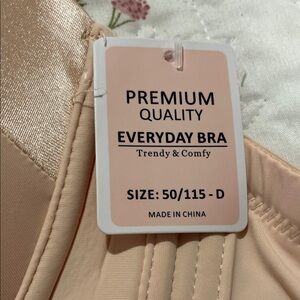 PREMIUM
QUALITY
EVERYDAY BRA
Trendy & Comfy
SIZE: 50/115 - D
MADE IN CHINA